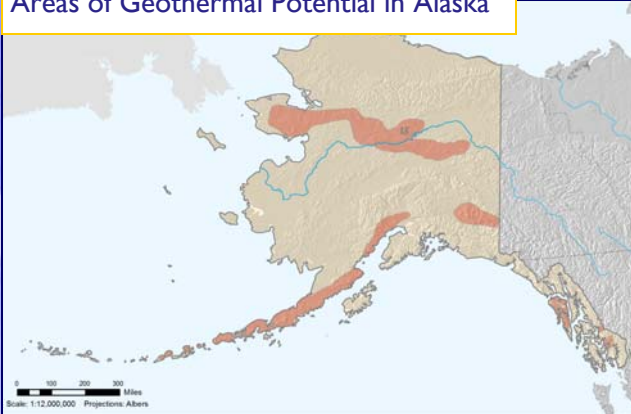 Areas of Geothermal Potential in Alaska
0 100 200 300
Miles
Scale: 1:12,000,000 Projections: Albers